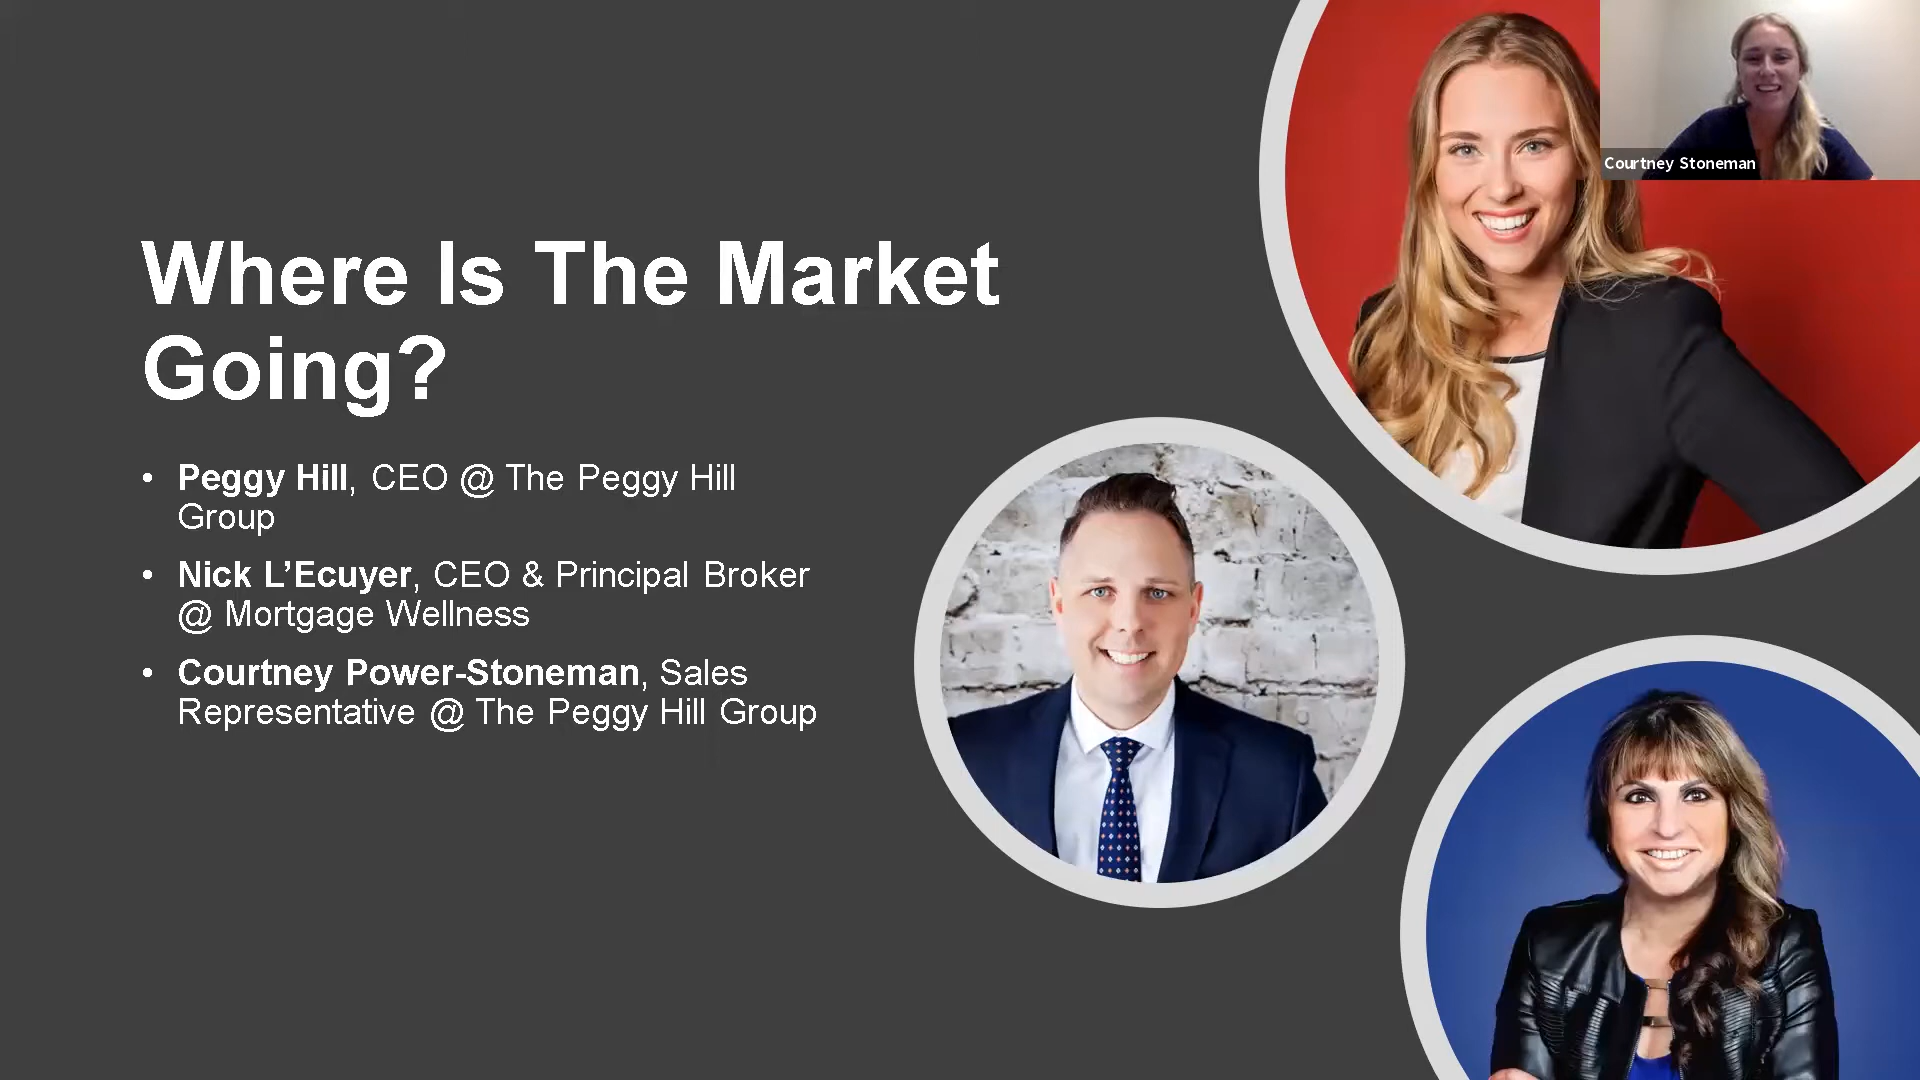 Where Is The Market
Going?
• Peggy Hill, CEO @ The Peggy Hill
Group
• Nick L’Ecuyer, CEO & Principal Broker
@ Mortgage Wellness
• Courtney Power-Stoneman, Sales
Representative @ The Peggy Hill Group
Courtney Stoneman